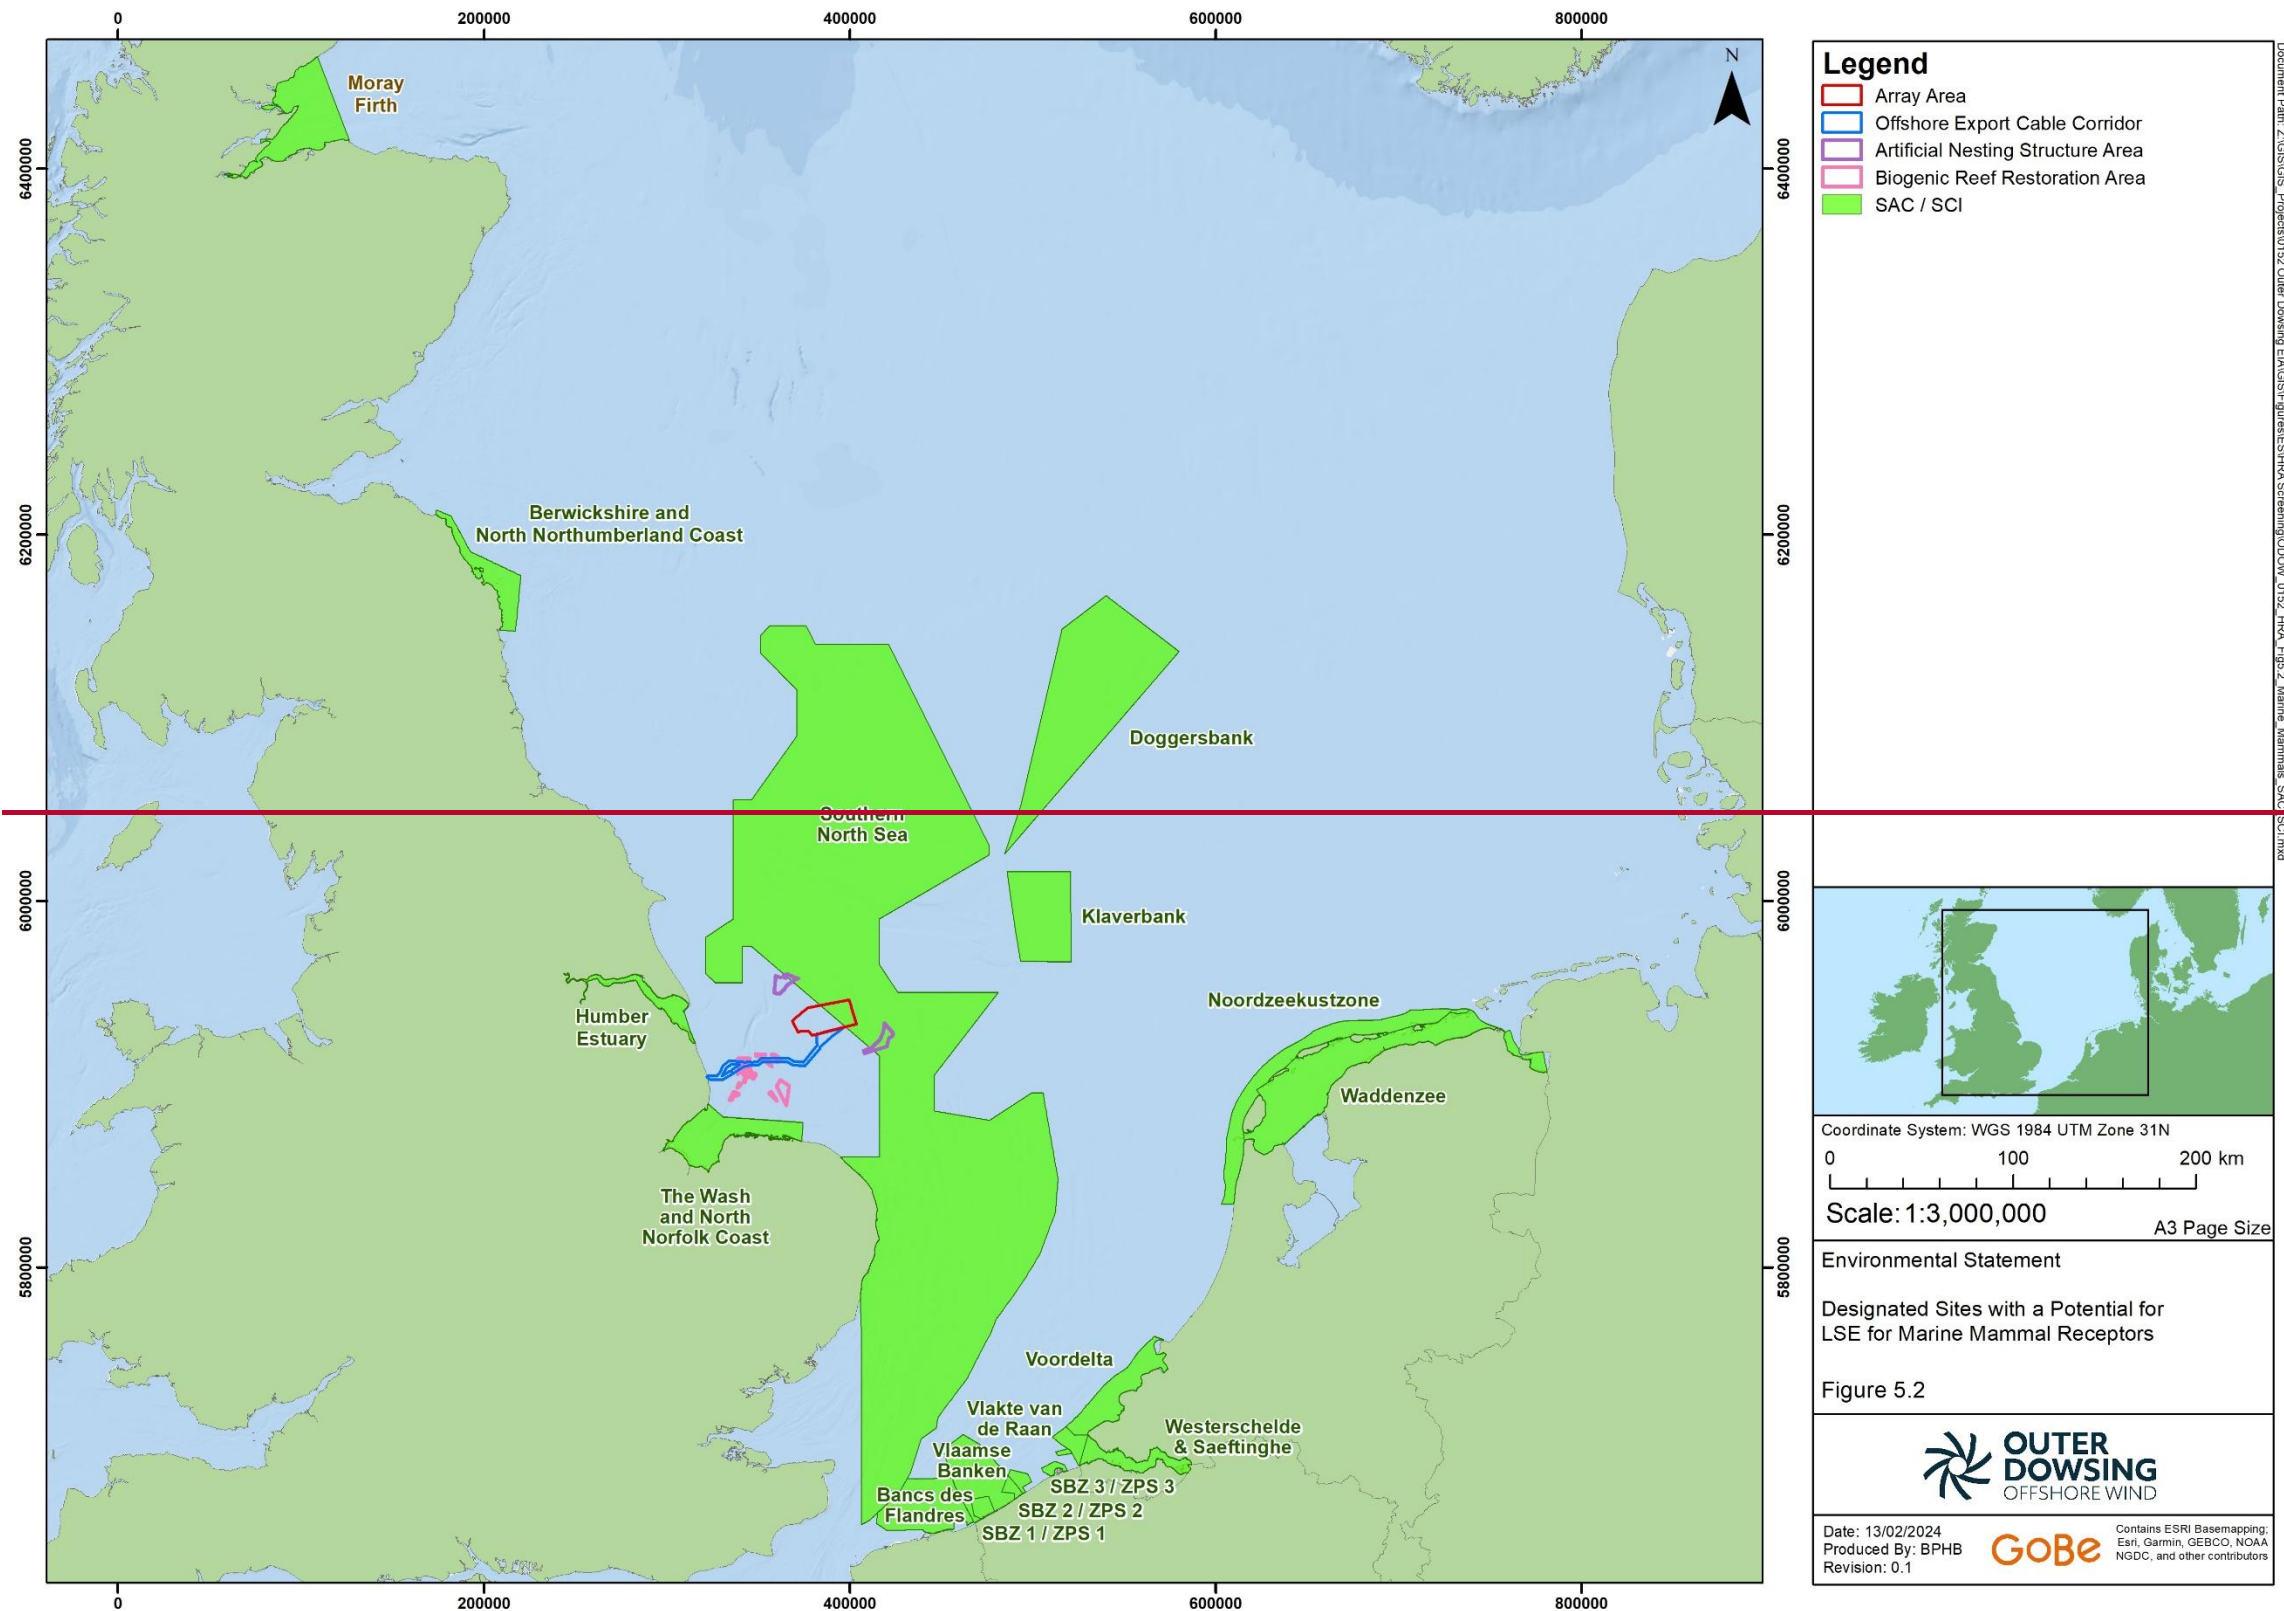 0 200000 400000 600000 800000
6400000
6200000
6000000
5800000
Moray
Firth
Berwickshire and
North Northumberland Coast
Doggersbank
Southern
North Sea
Klaverbank
Humber
Estuary
Noordzeekustzone
Waddenzee
The Wash
and North
Norfolk Coast
Voordelta
Vlakte van
de Raan
Westerschelde
& Saeftinghe
Vlaamse
Banken
SBZ 3 / ZPS 3
Bancs des
Flandres
SBZ 2 / ZPS 2
SBZ 1 / ZPS 1
6400000
6200000
6000000
5800000
0 200000 400000 600000 800000
N
Legend
Array Area
Offshore Export Cable Corridor
Artificial Nesting Structure Area
Biogenic Reef Restoration Area
SAC / SCI
Coordinate System: WGS 1984 UTM Zone 31N
0 100 200 km
Scale: 1:3,000,000
A3 Page Size
Environmental Statement
Designated Sites with a Potential for
LSE for Marine Mammal Receptors
Figure 5.2
OUTER
DOWSING
OFFSHORE WIND
Date: 13/02/2024
Produced By: BPHB
Revision: 0.1
GoBe
Contains ESRI Basemapping;
Esri, Garmin, GEBCO, NOAA
NGDC, and other contributors